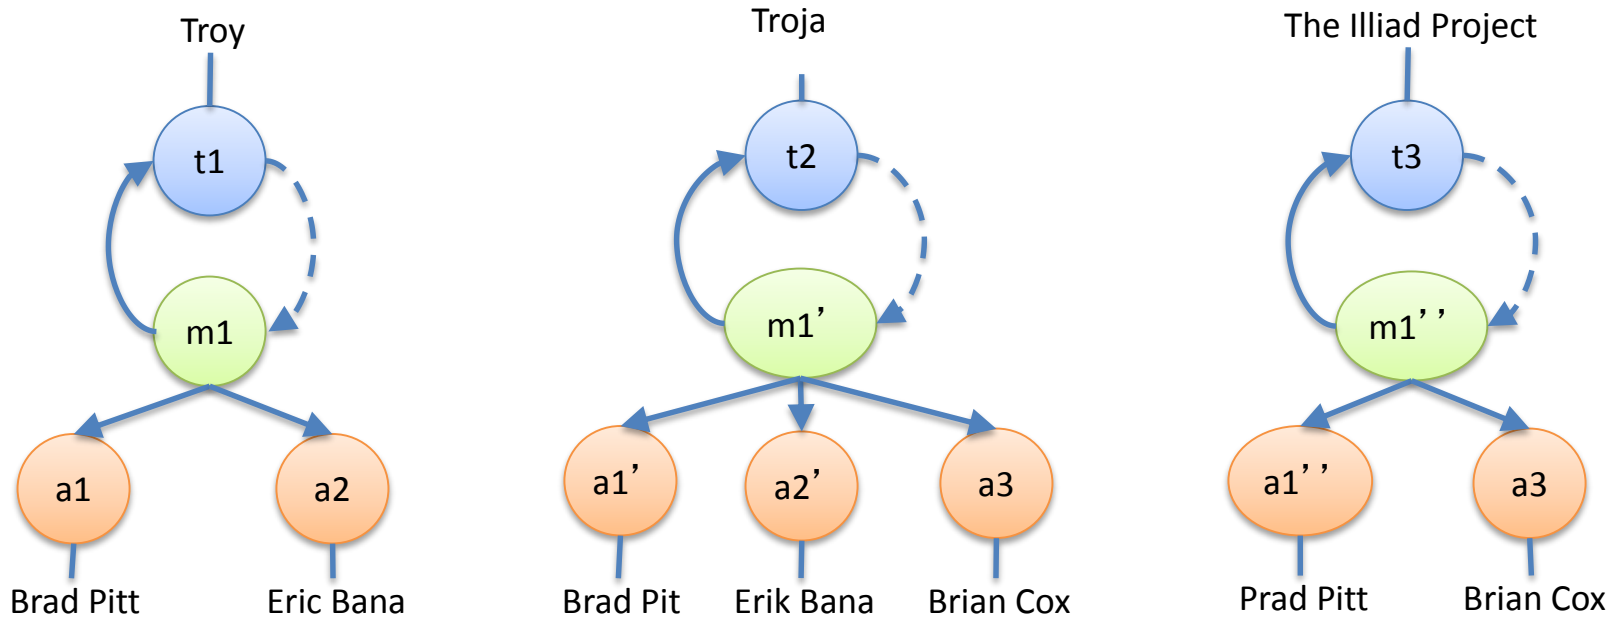 Troy
Troja
The Illiad Project
t1
t2
t3
m1
m1’
m1’’
a1
a2
a1’
a2’
a3
a1’’
a3
Brad Pitt
Eric Bana
Brad Pit
Erik Bana
Brian Cox
Prad Pitt
Brian Cox